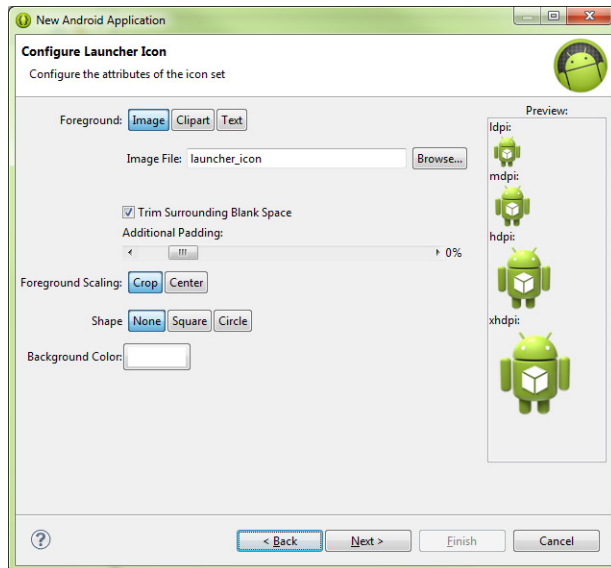 New Android Application
Configure Launcher Icon
Configure the attributes of the icon set
Foreground: Image Clipart Text
Image File: launcher_icon Browse...
Trim Surrounding Blank Space
Additional Padding:
0%
Foreground Scaling: Crop Center
Shape None Square Circle
Background Color:
Preview:
ldpi:
mdpi:
hdpi:
xhdpi:
? < Back Next > Finish Cancel